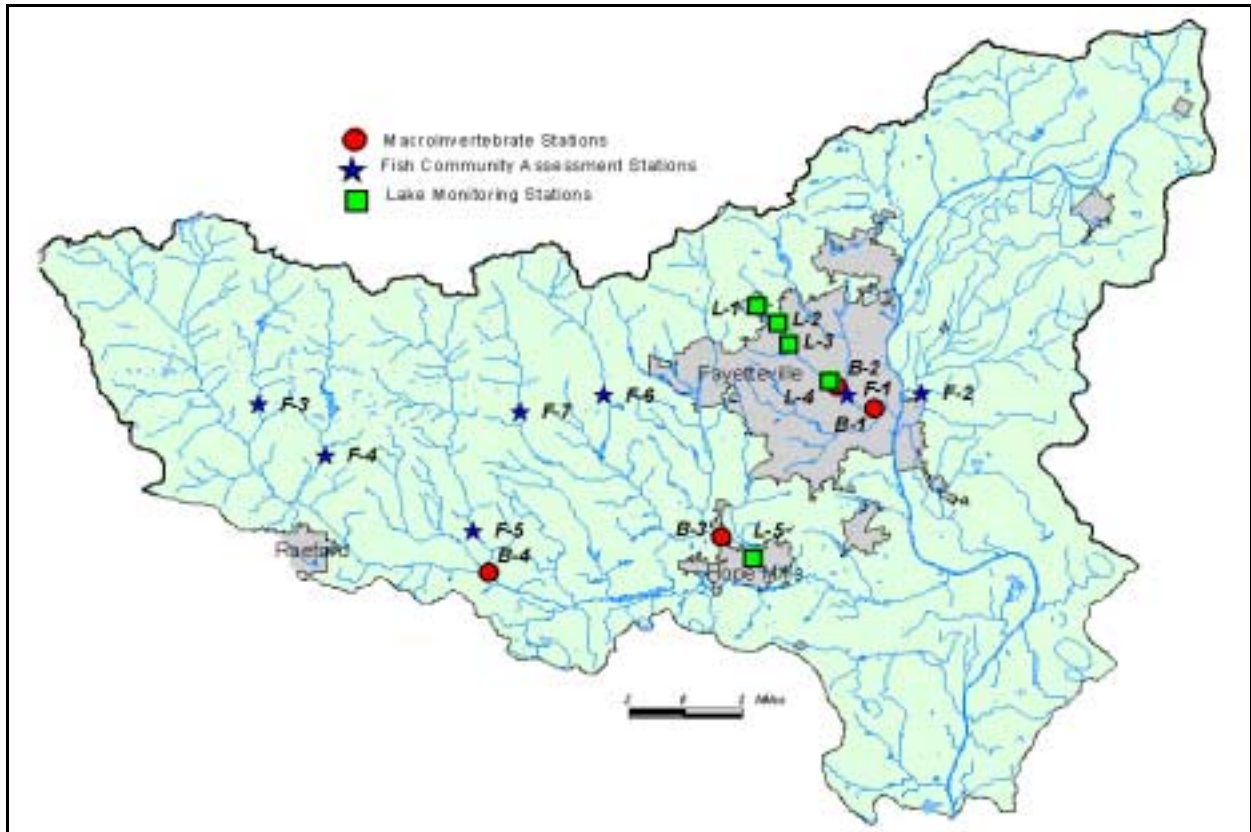 Macroinvertebrate Stations
Fish Community Assessment Stations
Lake Monitoring Stations
L-1
L-2
L-3
Fayetteville
B-2
L-4
F-1
F-2
B-1
F-3
F-7
F-6
F-4
F-5
B-3
L-5
B-4
Raeford
Hope Mills
Miles